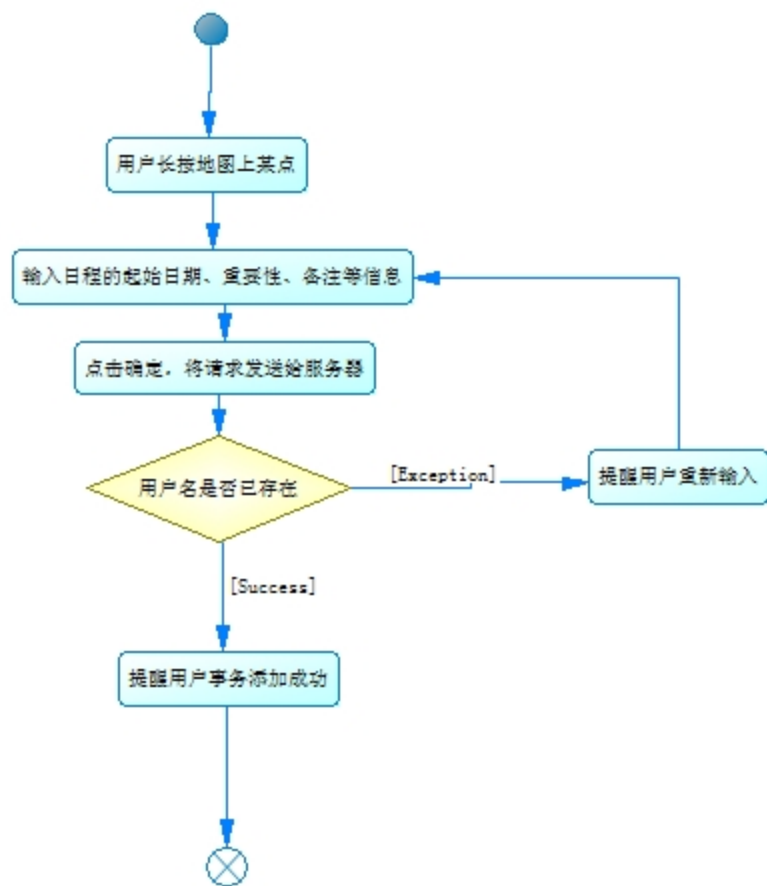 用户长按地图上某点
输入日程的起始日期、重要性、备注等信息
点击确定，将请求发送给服务器
用户名是否已存在
[Exception]
提醒用户重新输入
[Success]
提醒用户事务添加成功